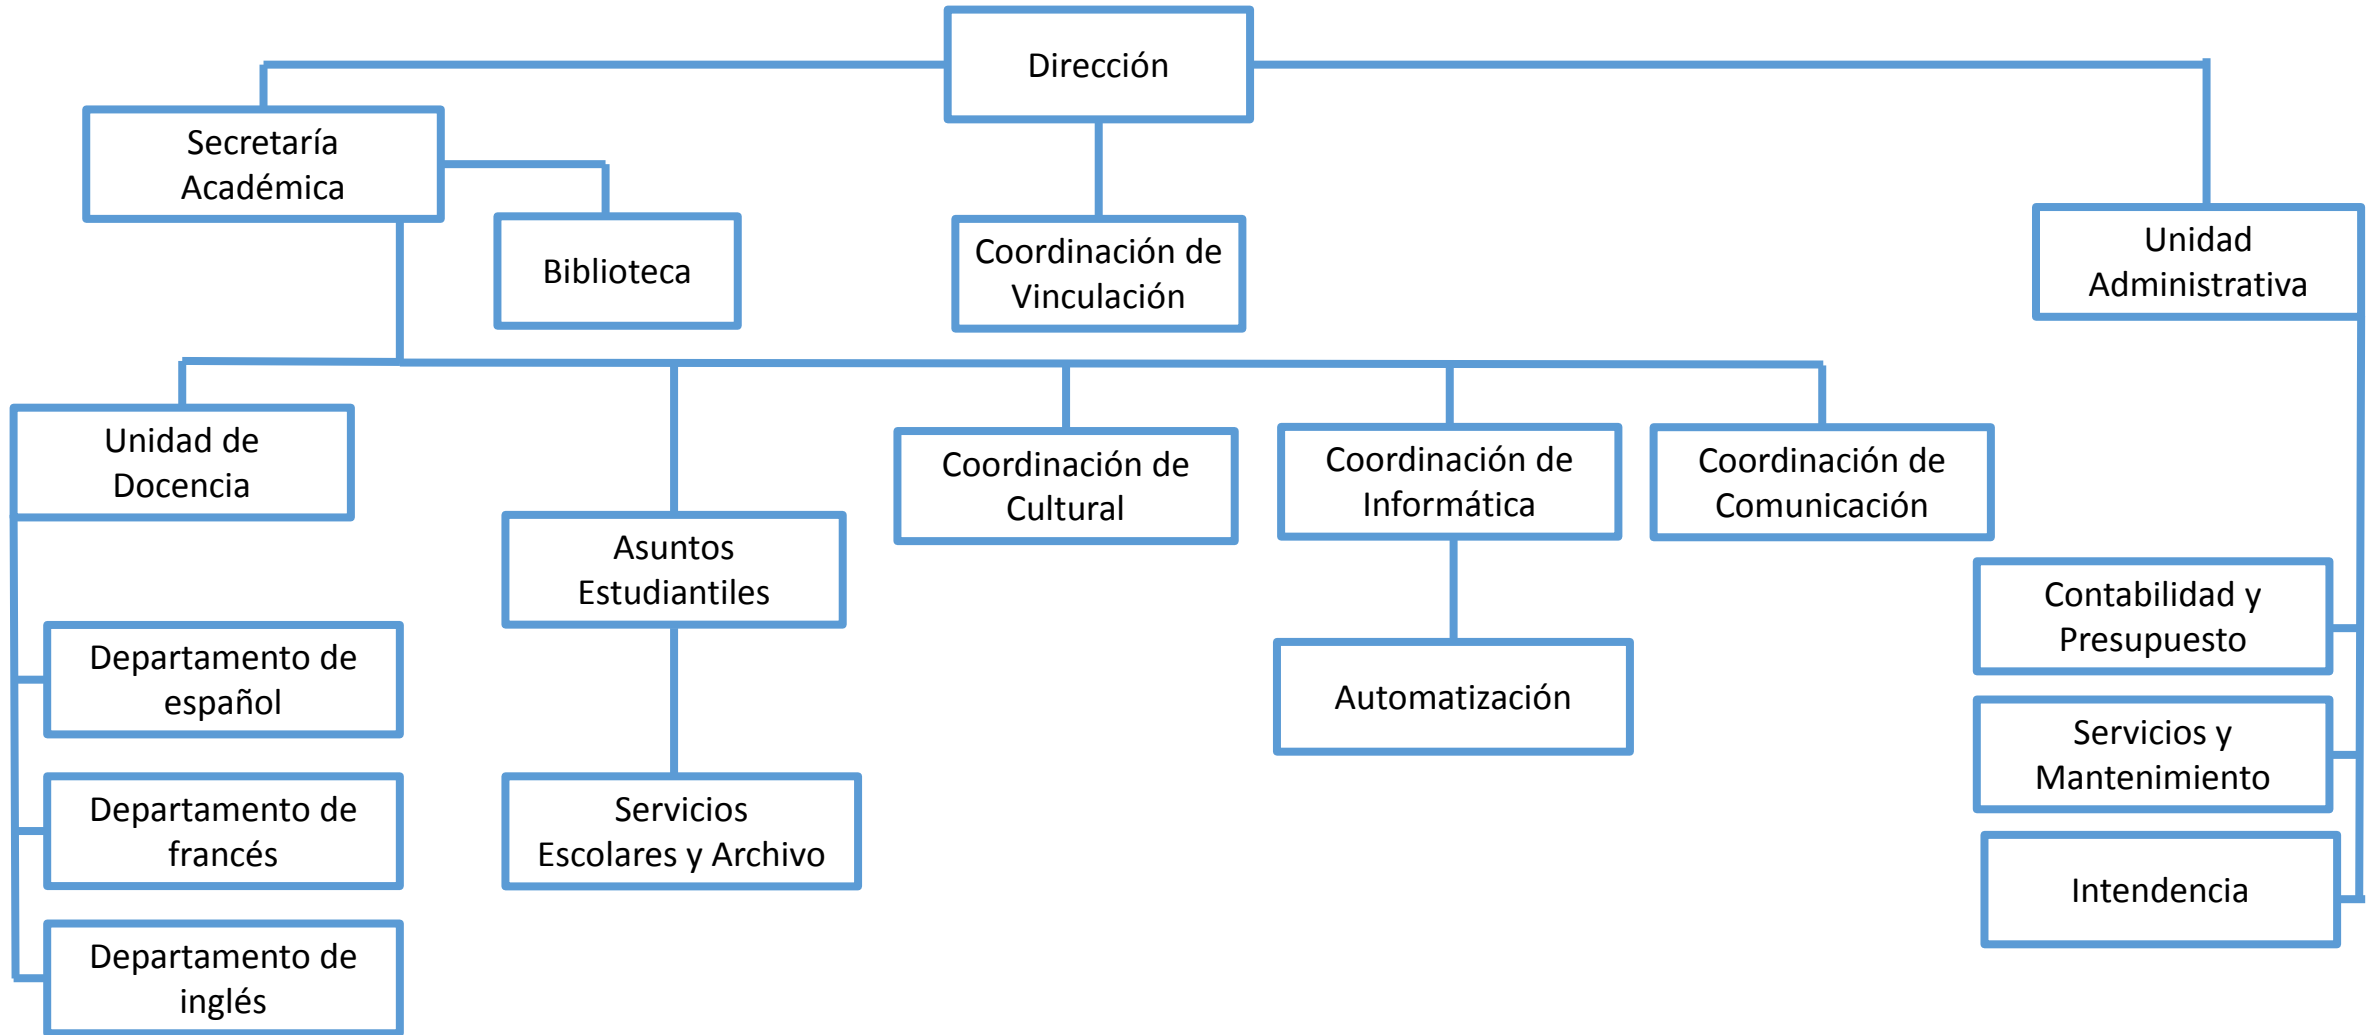 Dirección
Secretaría
Académica
Biblioteca
Coordinación de
Vinculación
Unidad
Administrativa
Unidad de
Docencia
Asuntos
Estudiantiles
Coordinación de
Cultural
Coordinación de
Informática
Coordinación de
Comunicación
Departamento de
español
Departamento de
francés
Departamento de
inglés
Servicios
Escolares y Archivo
Automatización
Contabilidad y
Presupuesto
Servicios y
Mantenimiento
Intendencia